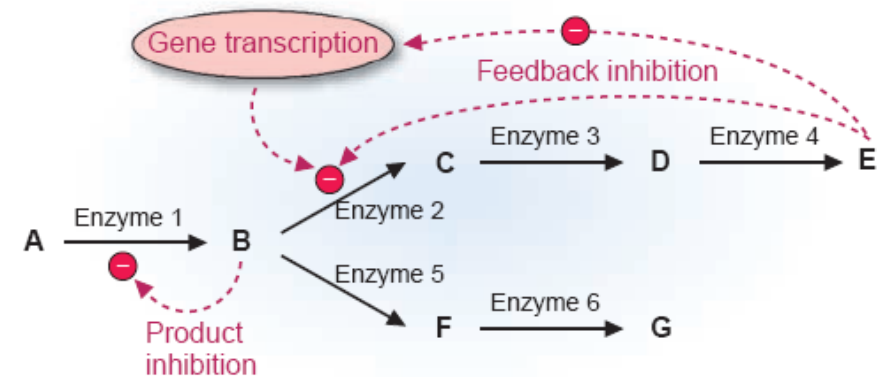 Gene transcription
−
Feedback inhibition
Enzyme 3
Enzyme 4
C
D
E
−
Enzyme 2
Enzyme 1
A
B
−
Enzyme 5
Product
inhibition
Enzyme 6
F
G